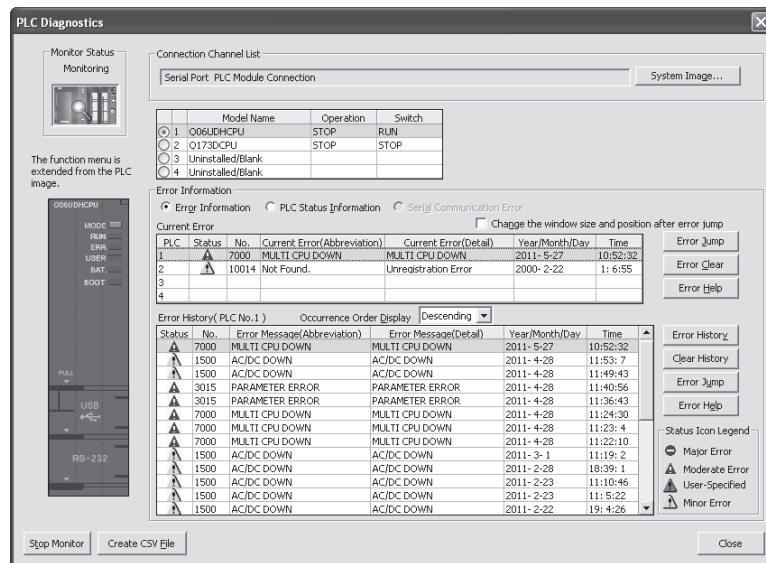 PLC Diagnostics
Monitor Status
Monitoring
Connection Channel List
Serial Port PLC Module Connection
System Image...
The function menu is
extended from the PLC
image.
Model Name Operation Switch
1 Q06UDHCPU STOP RUN
2 Q173DCPU STOP STOP
3 Uninstalled/Blank
4 Uninstalled/Blank
Q06UDHCPU
MODE
RUN
ERR.
USER
BAT.
BOOT
PULL
USB
RS-232
Error Information
Error Information PLC Status Information Serial Communication Error
Current Error Change the window size and position after error jump
PLC Status No. Current Error(Abbreviation) Current Error(Detail) Year/Month/Day Time
1 7000 MULTI CPU DOWN MULTI CPU DOWN 2011- 5-27 10:52:32
2 10014 Not Found. Unregistration Error 2000- 2-22 1: 6:55
3
4
Error Jump
Error Clear
Error Help
Error History( PLC No.1 ) Occurrence Order Display Descending
Status No. Error Message(Abbreviation) Error Message(Detail) Year/Month/Day Time
7000 MULTI CPU DOWN MULTI CPU DOWN 2011- 5-27 10:52:32
1500 AC/DC DOWN AC/DC DOWN 2011- 4-28 11:53: 7
1500 AC/DC DOWN AC/DC DOWN 2011- 4-28 11:49:43
3015 PARAMETER ERROR PARAMETER ERROR 2011- 4-28 11:40:56
3015 PARAMETER ERROR PARAMETER ERROR 2011- 4-28 11:36:43
7000 MULTI CPU DOWN MULTI CPU DOWN 2011- 4-28 11:24:30
7000 MULTI CPU DOWN MULTI CPU DOWN 2011- 4-28 11:23: 4
7000 MULTI CPU DOWN MULTI CPU DOWN 2011- 4-28 11:22:10
1500 AC/DC DOWN AC/DC DOWN 2011- 3- 1 11:19: 2
1500 AC/DC DOWN AC/DC DOWN 2011- 2-28 18:39: 1
1500 AC/DC DOWN AC/DC DOWN 2011- 2-23 11:10:46
1500 AC/DC DOWN AC/DC DOWN 2011- 2-23 11: 5:22
1500 AC/DC DOWN AC/DC DOWN 2011- 2-22 19: 4:26
Error History
Clear History
Error Jump
Error Help
Status Icon Legend
Major Error
Moderate Error
User-Specified
Minor Error
Stop Monitor
Create CSV File
Close